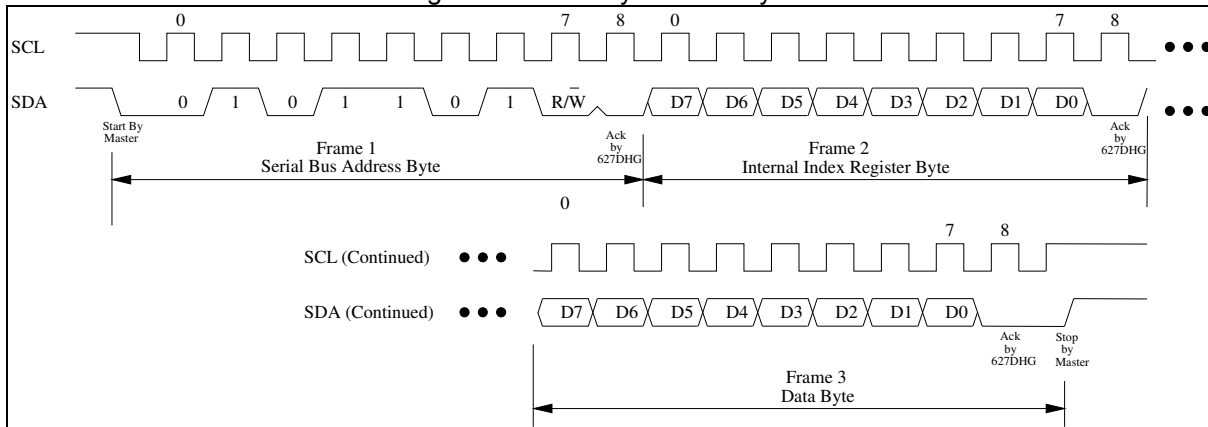 0 7 8 0 7 8
SCL
SDA 0 1 0 1 1 0 1 R/W̅ D7 D6 D5 D4 D3 D2 D1 D0
Start By
Master
Ack
by
627DHG
Ack
by
627DHG
Frame 1
Serial Bus Address Byte
Frame 2
Internal Index Register Byte
0
7 8
SCL (Continued)
SDA (Continued) D7 D6 D5 D4 D3 D2 D1 D0
Ack
by
627DHG
Stop
by
Master
Frame 3
Data Byte